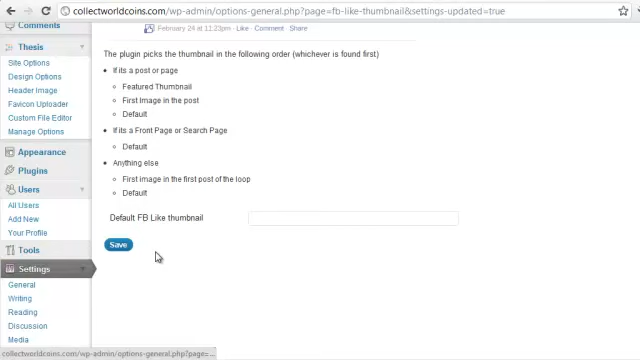 collectworldcoins.com/wp-admin/options-general.php?page=fb-like-thumbnail&settings-updated=true
Comments
February 24 at 11:23pm · Like · Comment · Share
The plugin picks the thumbnail in the following order (whichever is found first)
Thesis
Site Options
If its a post or page
Design Options
Featured Thumbnail
Header Image
First Image in the post
Favicon Uploader
Default
Custom File Editor
Manage Options
If its a Front Page or Search Page
Default
Appearance
Anything else
Plugins
First image in the first post of the loop
Users
Default
All Users
Add New
Default FB Like thumbnail
Your Profile
Save
Tools
Settings
General
Writing
Reading
Discussion
Media
collectworldcoins.com/wp-admin/options-general.php?page=...